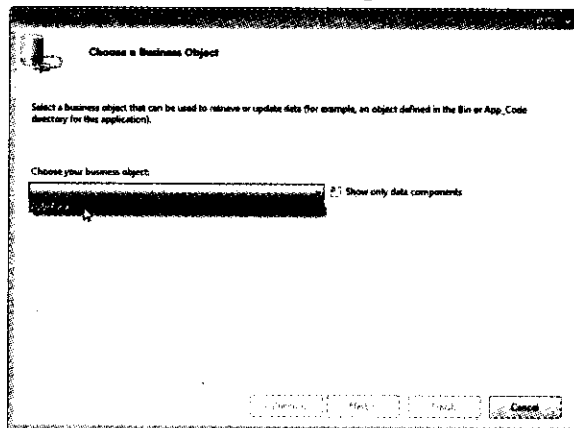 Choose a Business Object
Select a business object that can be used to retrieve or update data (for example, an object defined in the Bin or App_Code
directory for this application).
Choose your business object:
Show only data components
Cancel